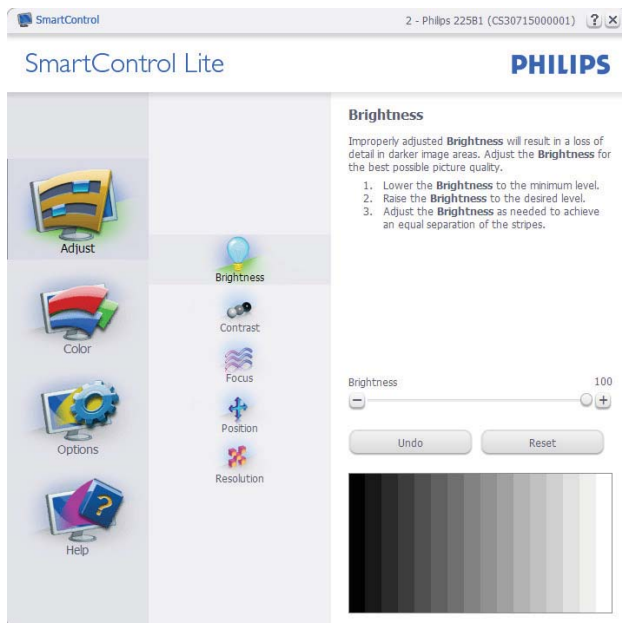 SmartControl
2 - Philips 225B1 (CS30715000001)
SmartControl Lite
PHILIPS
Adjust
Color
Options
Help
Brightness
Contrast
Focus
Position
Resolution
Brightness
Improperly adjusted Brightness will result in a loss of
detail in darker image areas. Adjust the Brightness for
the best possible picture quality.
1. Lower the Brightness to the minimum level.
2. Raise the Brightness to the desired level.
3. Adjust the Brightness as needed to achieve
an equal separation of the stripes.
Brightness 100
Undo Reset